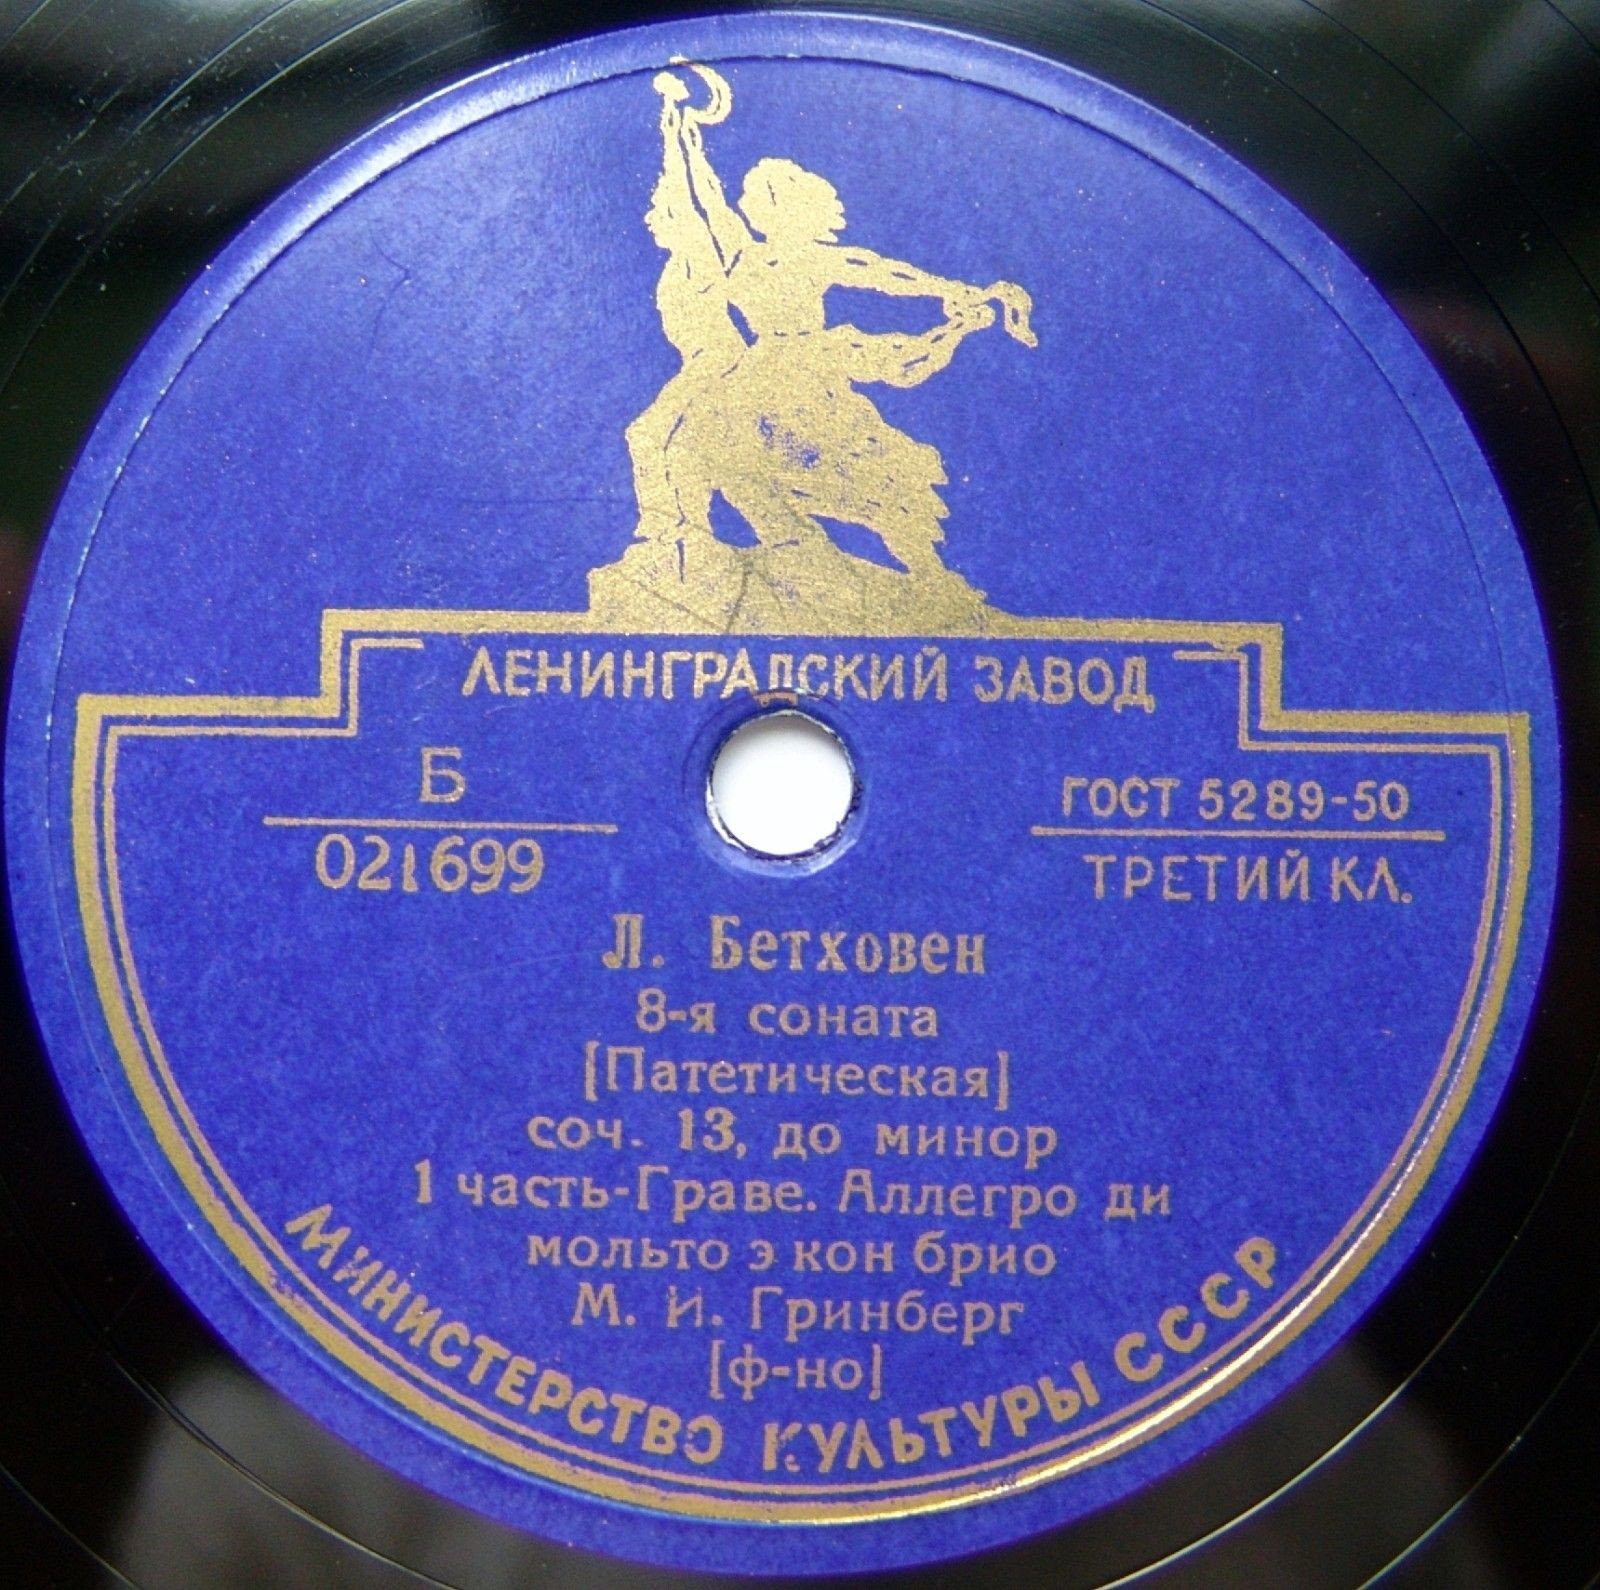 ЛЕНИНГРАДСКИЙ ЗАВОД
Б
021699
ГОСТ 5289-50
ТРЕТИЙ КЛ.
Л. Бетховен
8-я соната
[Патетическая]
соч. 13, до минор
1 часть-Граве. Аллегро ди
мольто э кон брио
М. И. Гринберг
[ф-но]
МИНИСТЕРСТВО КУЛЬТУРЫ СССР